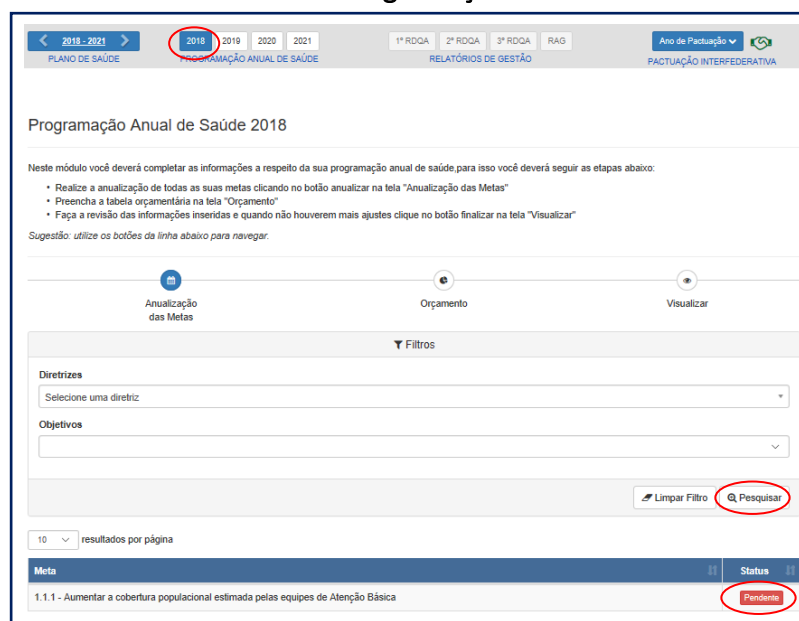 2018 - 2021
2018 2019 2020 2021
1ª RDQA 2ª RDQA 3ª RDQA RAG
Ano de Pactuação
PLANO DE SAÚDE
PROGRAMAÇÃO ANUAL DE SAÚDE
RELATÓRIOS DE GESTÃO
PACTUAÇÃO INTERFEDERATIVA
Programação Anual de Saúde 2018
Neste módulo você deverá completar as informações a respeito da sua programação anual de saúde,para isso você deverá seguir as etapas abaixo:
• Realize a anualização de todas as suas metas clicando no botão anualizar na tela "Anualização das Metas"
• Preencha a tabela orçamentária na tela "Orçamento"
• Faça a revisão das informações inseridas e quando não houverem mais ajustes clique no botão finalizar na tela "Visualizar"
Sugestão: utilize os botões da linha abaixo para navegar.
Anualização
das Metas
Orçamento
Visualizar
Filtros
Diretrizes
Selecione uma diretriz
Objetivos
Limpar Filtro Pesquisar
10 resultados por página
Meta Status
1.1.1 - Aumentar a cobertura populacional estimada pelas equipes de Atenção Básica Pendente